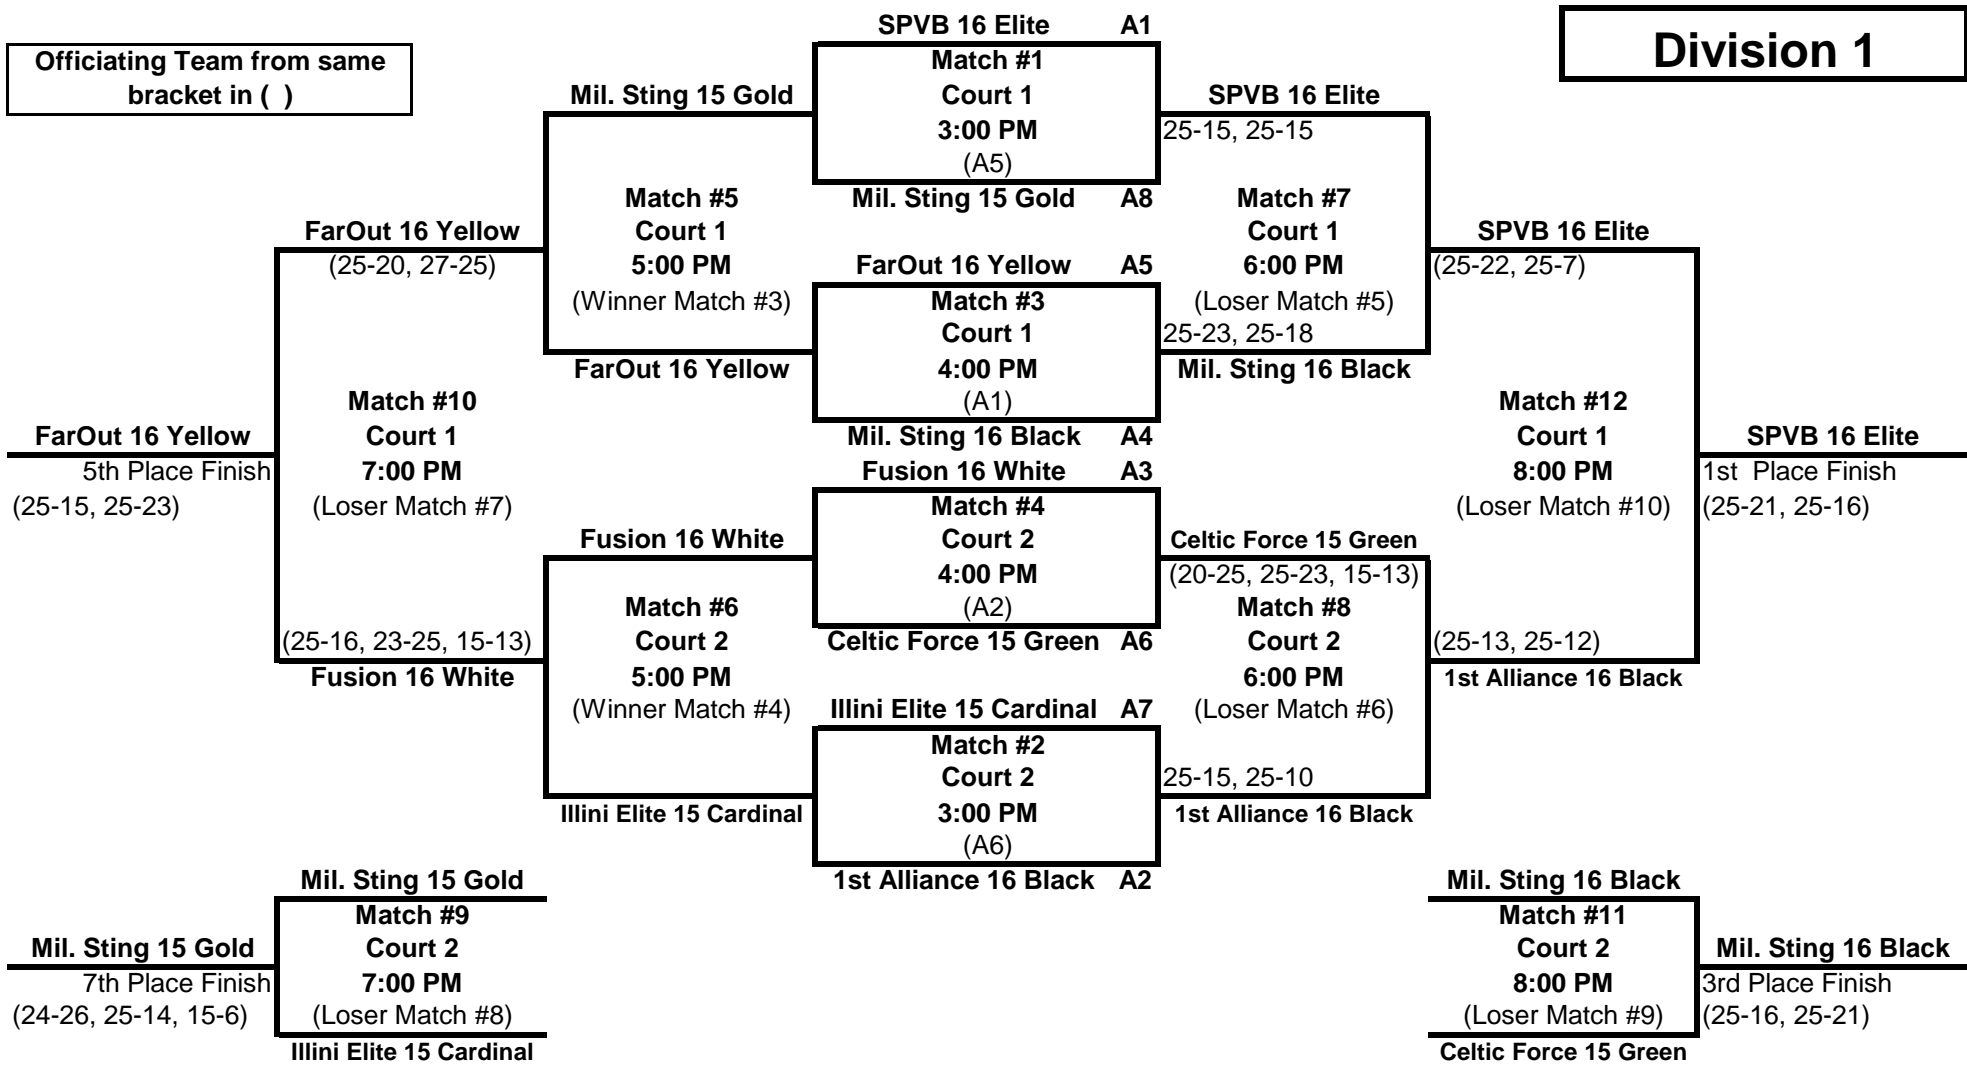 SPVB 16 Elite A1
Division 1
Officiating Team from same
bracket in ( )
Match #1
Court 1
3:00 PM
(A5)
Mil. Sting 15 Gold A8
Mil. Sting 15 Gold
SPVB 16 Elite
25-15, 25-15
Match #5
Court 1
5:00 PM
(Winner Match #3)
Match #7
Court 1
6:00 PM
(Loser Match #5)
FarOut 16 Yellow
(25-20, 27-25)
SPVB 16 Elite
(25-22, 25-7)
FarOut 16 Yellow A5
Match #3
Court 1
4:00 PM
(A1)
Mil. Sting 16 Black A4
FarOut 16 Yellow
25-23, 25-18
Mil. Sting 16 Black
Match #10
Court 1
7:00 PM
(Loser Match #7)
Match #12
Court 1
8:00 PM
(Loser Match #10)
FarOut 16 Yellow
5th Place Finish
(25-15, 25-23)
SPVB 16 Elite
1st Place Finish
(25-21, 25-16)
Fusion 16 White A3
Match #4
Court 2
4:00 PM
(A2)
Celtic Force 15 Green A6
Fusion 16 White
Celtic Force 15 Green
(20-25, 25-23, 15-13)
Match #6
Court 2
5:00 PM
(Winner Match #4)
Match #8
Court 2
6:00 PM
(Loser Match #6)
(25-16, 23-25, 15-13)
Fusion 16 White
(25-13, 25-12)
1st Alliance 16 Black
Illini Elite 15 Cardinal A7
Match #2
Court 2
3:00 PM
(A6)
1st Alliance 16 Black A2
Illini Elite 15 Cardinal
25-15, 25-10
1st Alliance 16 Black
Mil. Sting 15 Gold
Match #9
Court 2
7:00 PM
(Loser Match #8)
Illini Elite 15 Cardinal
Mil. Sting 15 Gold
7th Place Finish
(24-26, 25-14, 15-6)
Mil. Sting 16 Black
Match #11
Court 2
8:00 PM
(Loser Match #9)
Celtic Force 15 Green
Mil. Sting 16 Black
3rd Place Finish
(25-16, 25-21)